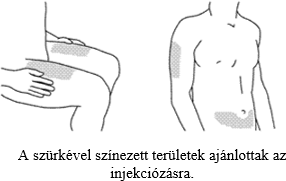 A szürkével színezett területek ajánlottak az
injekciózásra.